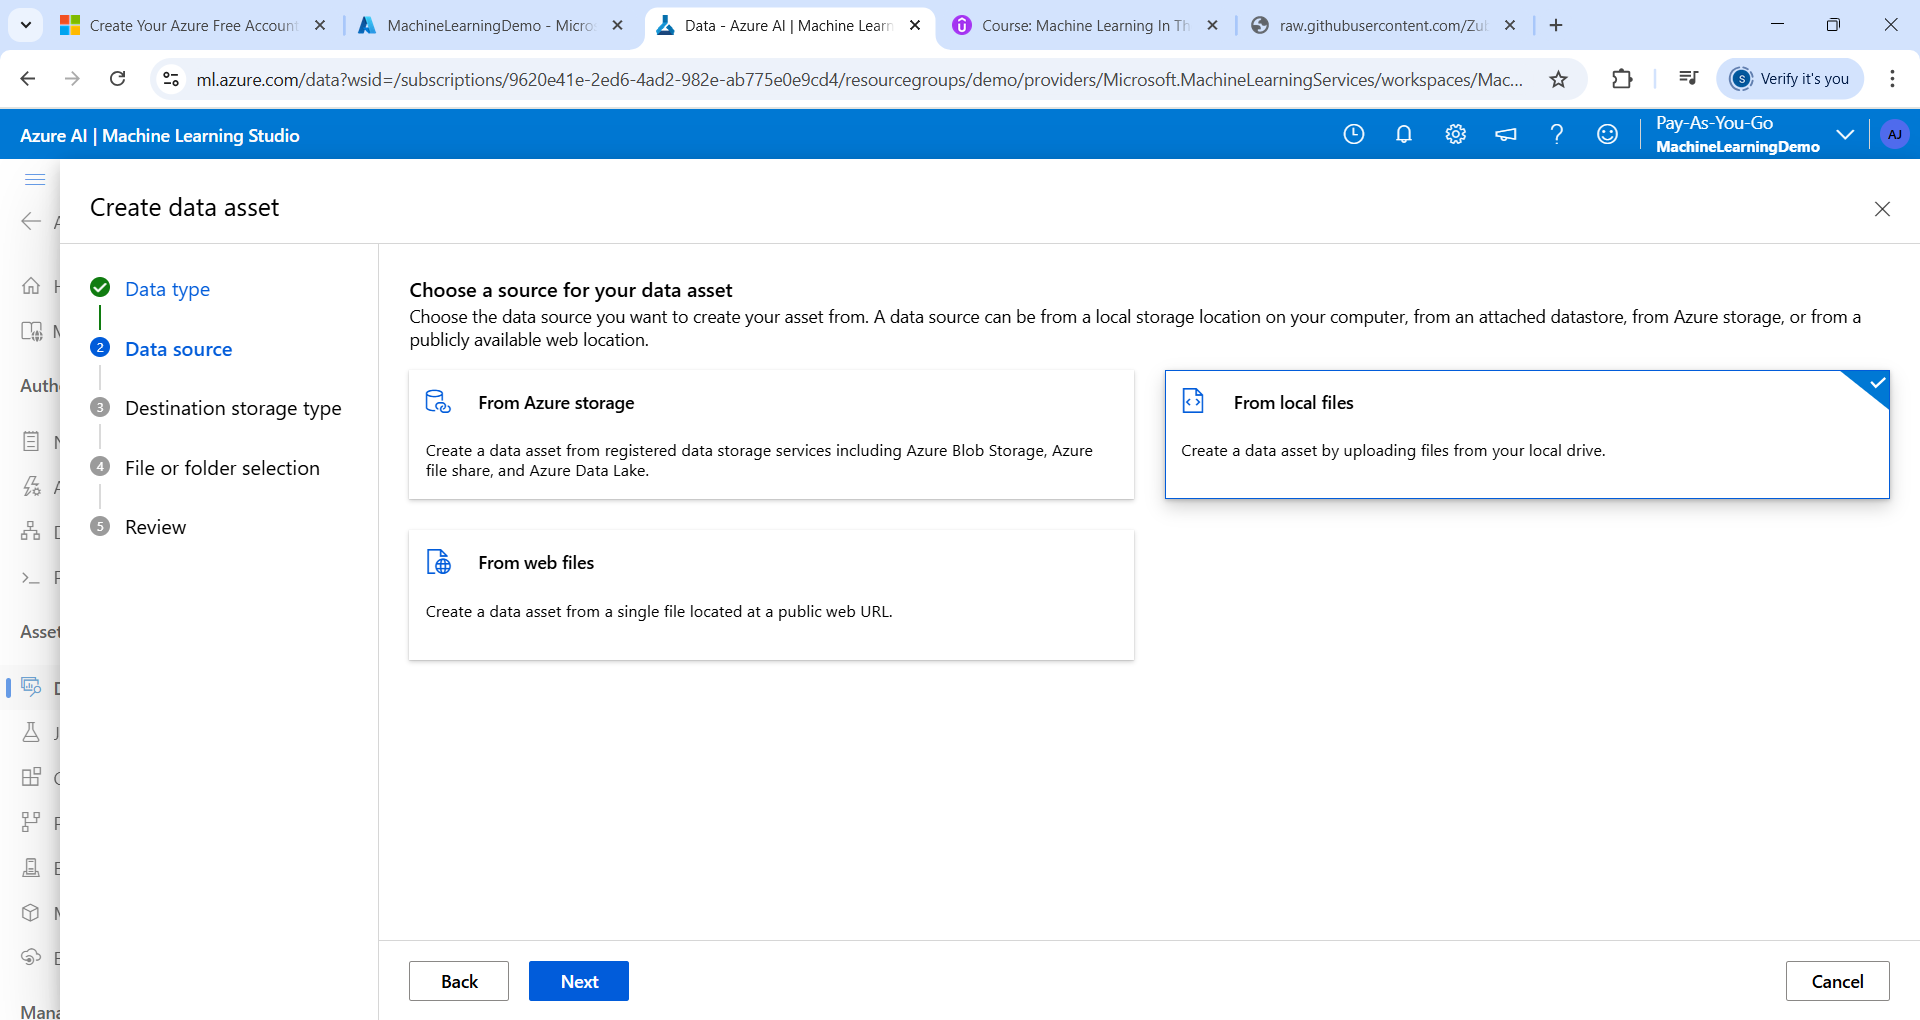 Create Your Azure Free Account
MachineLearningDemo - Micro
Data - Azure AI | Machine Learn
Course: Machine Learning In Th
raw.githubusercontent.com/Zu
ml.azure.com/data?wsid=/subscriptions/9620e41e-2ed6-4ad2-982e-ab775e0e9cd4/resourcegroups/demo/providers/Microsoft.MachineLearningServices/workspaces/Mac...
S
Verify it's you
Azure AI | Machine Learning Studio
Pay-As-You-Go
MachineLearningDemo
AJ
Create data asset
Auth
Asset
Mana
Data type
2 Data source
3 Destination storage type
4 File or folder selection
5 Review
Choose a source for your data asset
Choose the data source you want to create your asset from. A data source can be from a local storage location on your computer, from an attached datastore, from Azure storage, or from a
publicly available web location.
From Azure storage
Create a data asset from registered data storage services including Azure Blob Storage, Azure
file share, and Azure Data Lake.
From local files
Create a data asset by uploading files from your local drive.
From web files
Create a data asset from a single file located at a public web URL.
Back
Next
Cancel